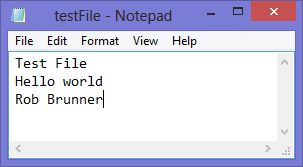 testFile - Notepad
File Edit Format View Help
Test File
Hello world
Rob Brunner